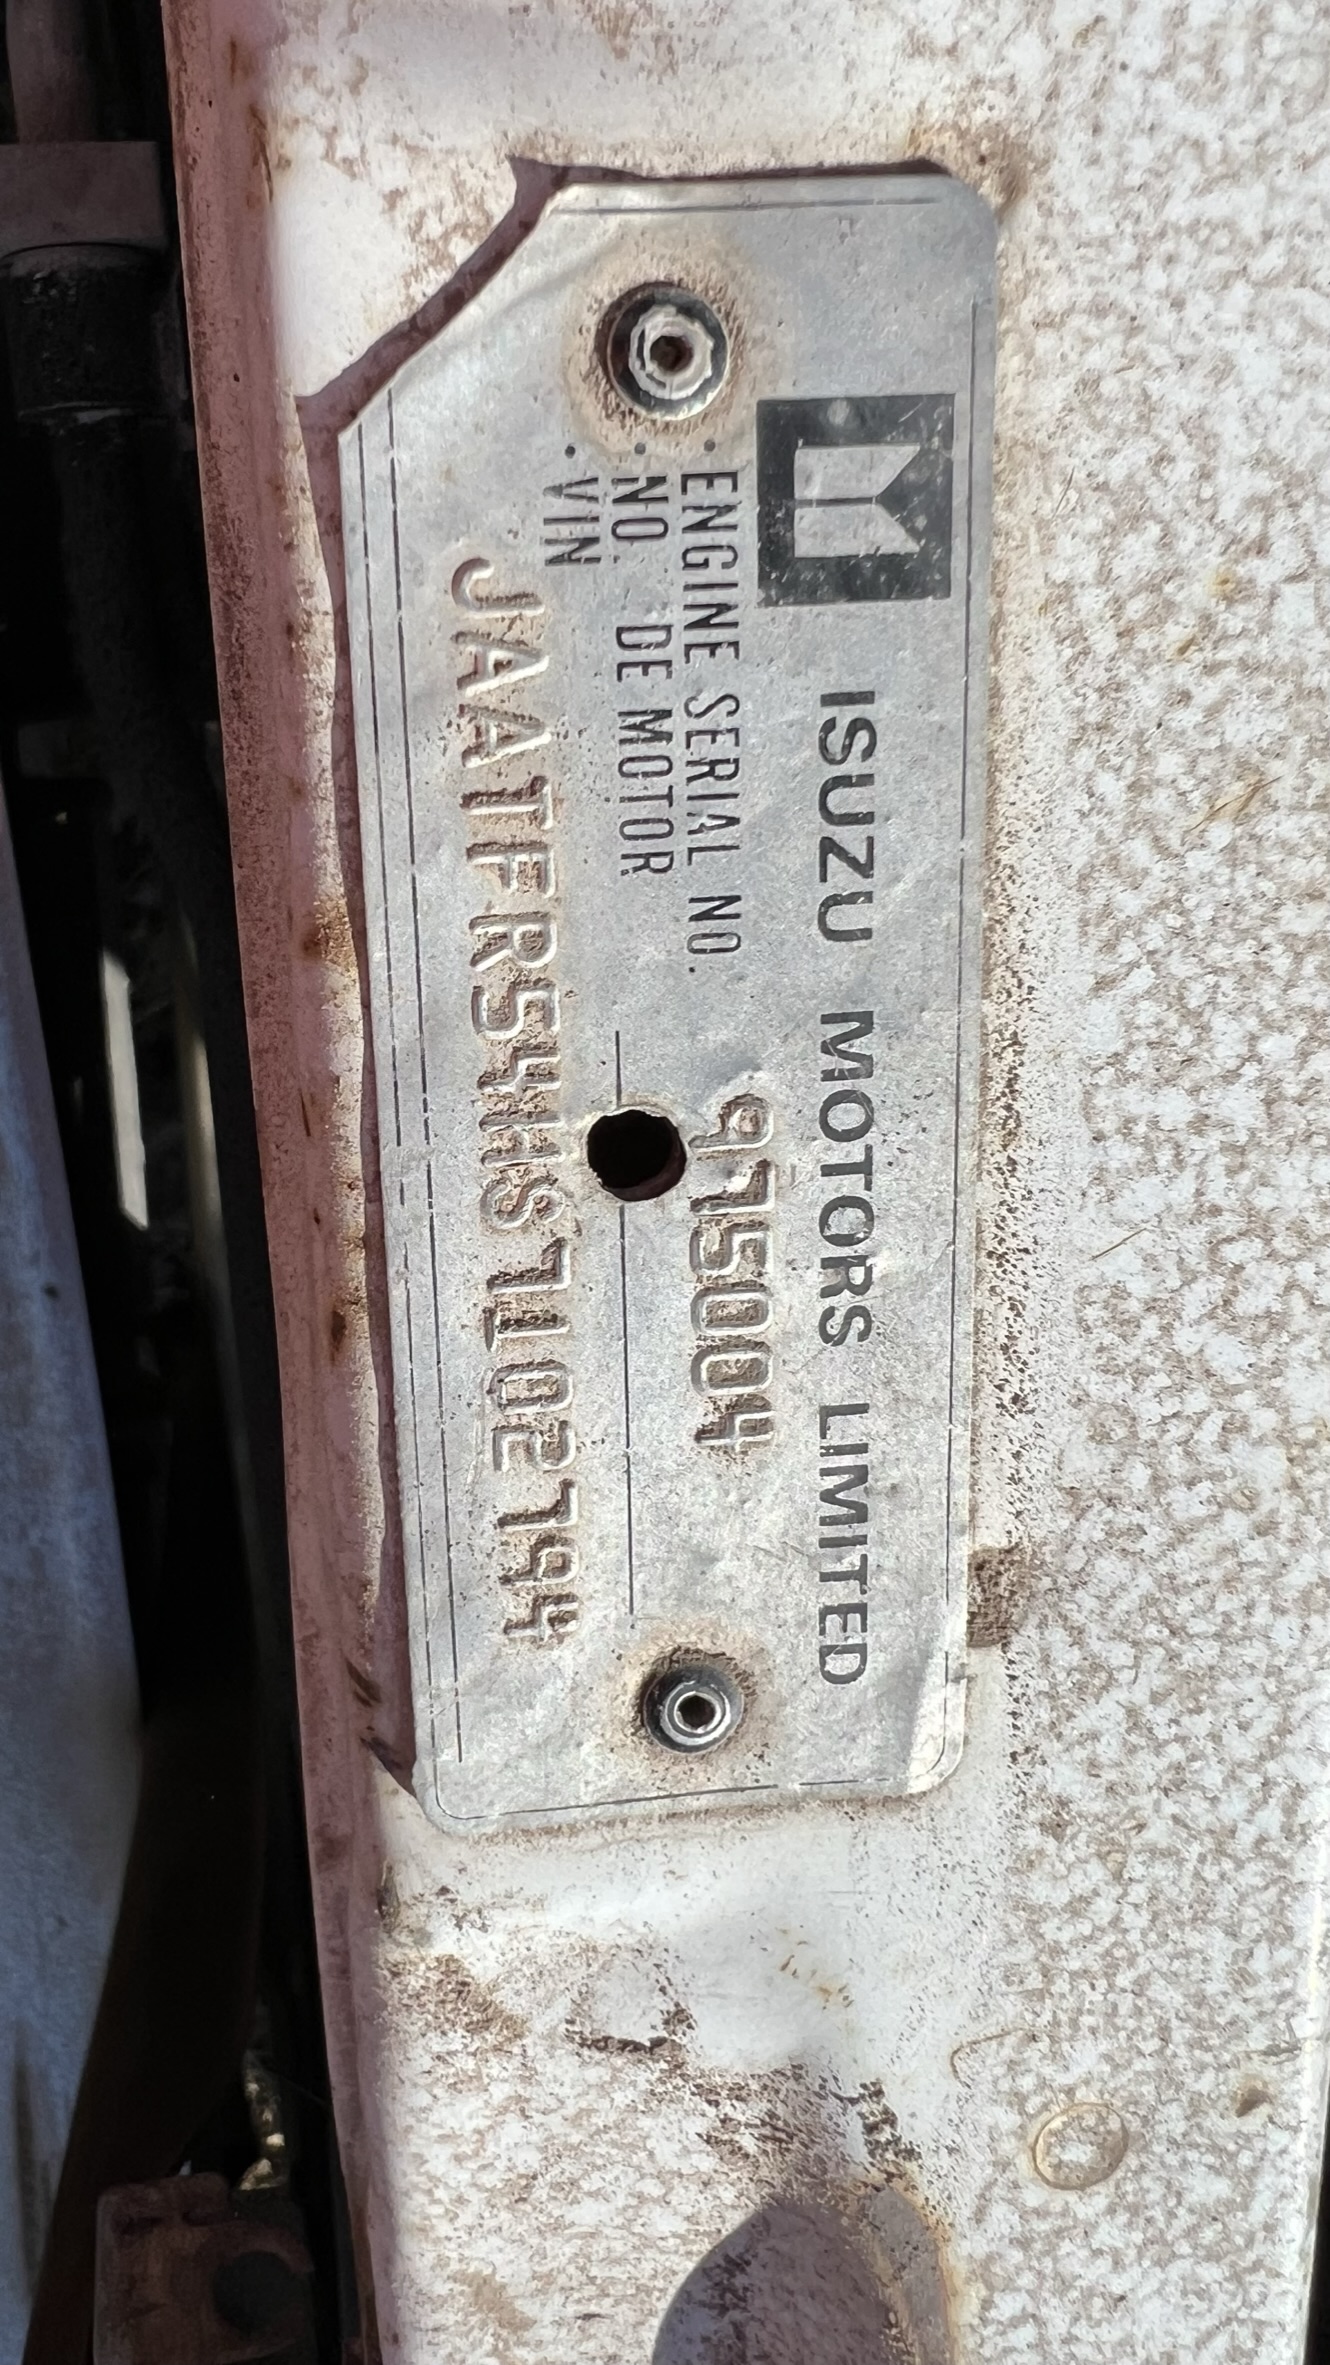 ISUZU MOTORS LIMITED
ENGINE SERIAL NO. 975004
NO. DE MOTOR
VIN
JAATFR54HS7102794